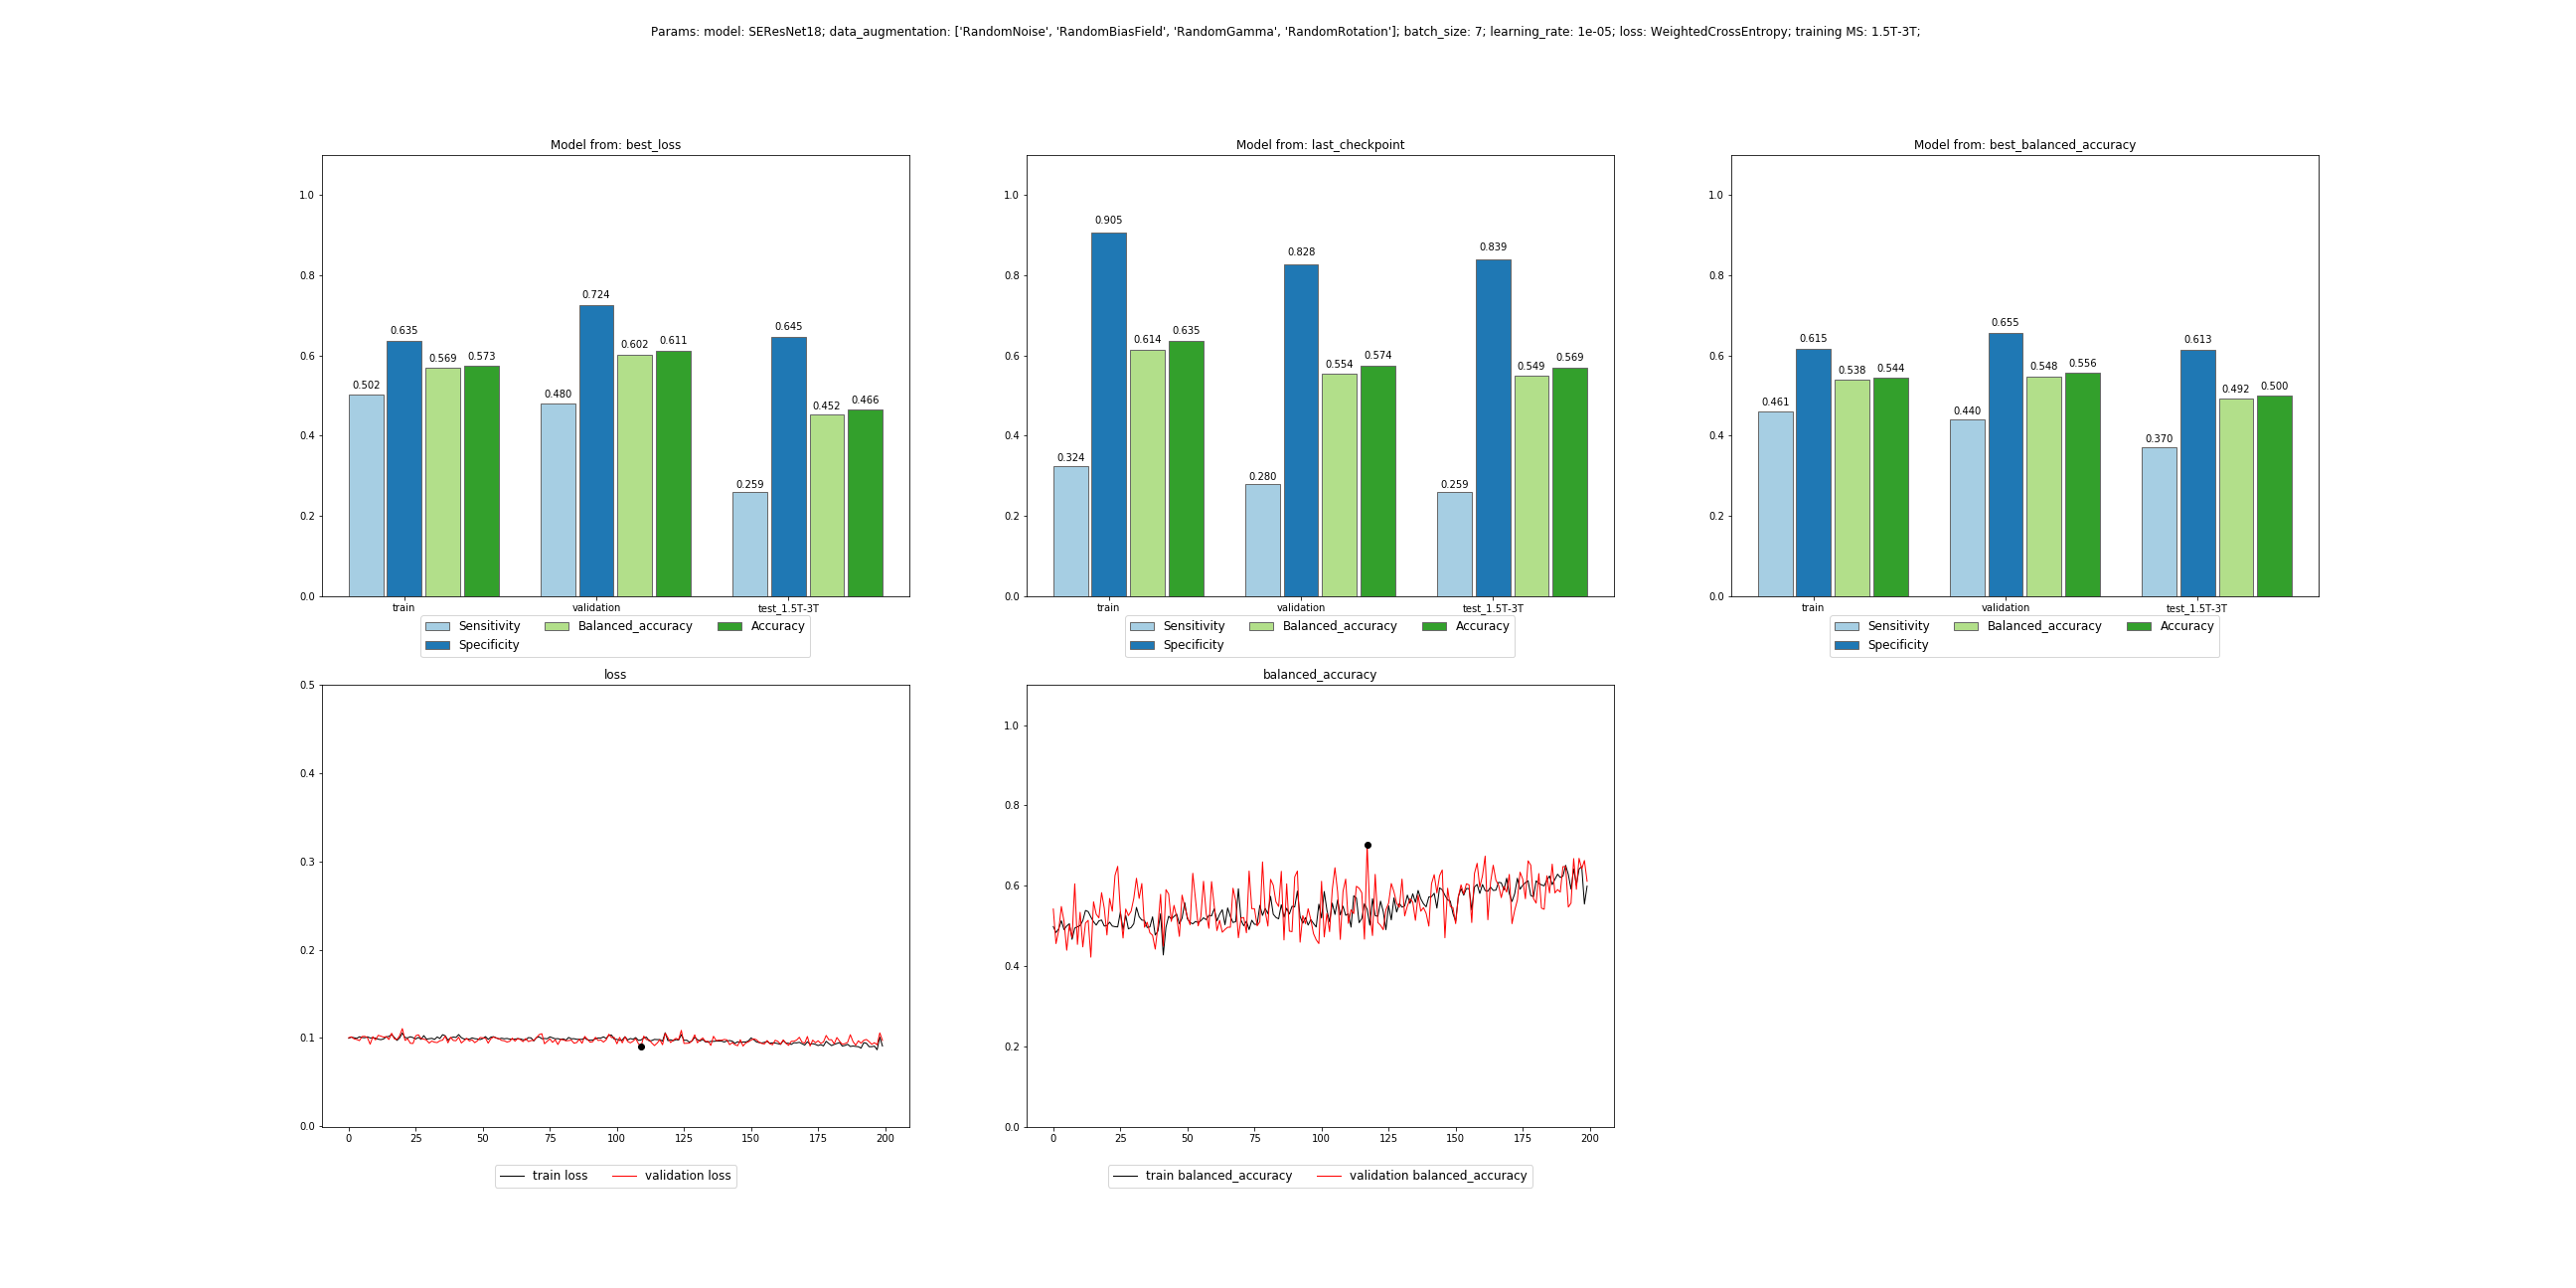 Params: model: SEResNet18; data_augmentation: ['RandomNoise', 'RandomBiasField', 'RandomGamma', 'RandomRotation']; batch_size: 7; learning_rate: 1e-05; loss: WeightedCrossEntropy; training MS: 1.5T-3T;
Model from: best_loss
1.0
0.8
0.6
0.4
0.2
0.0
0.502
0.635
0.569
0.573
0.480
0.724
0.602
0.611
0.259
0.645
0.452
0.466
train
validation
test_1.5T-3T
Sensitivity
Balanced_accuracy
Accuracy
Specificity
Model from: last_checkpoint
1.0
0.8
0.6
0.4
0.2
0.0
0.324
0.905
0.614
0.635
0.280
0.828
0.554
0.574
0.259
0.839
0.549
0.569
train
validation
test_1.5T-3T
Sensitivity
Balanced_accuracy
Accuracy
Specificity
Model from: best_balanced_accuracy
1.0
0.8
0.6
0.4
0.2
0.0
0.461
0.615
0.538
0.544
0.440
0.655
0.548
0.556
0.370
0.613
0.492
0.500
train
validation
test_1.5T-3T
Sensitivity
Balanced_accuracy
Accuracy
Specificity
loss
0.5
0.4
0.3
0.2
0.1
0.0
0
25
50
75
100
125
150
175
200
train loss
validation loss
balanced_accuracy
1.0
0.8
0.6
0.4
0.2
0.0
0
25
50
75
100
125
150
175
200
train balanced_accuracy
validation balanced_accuracy